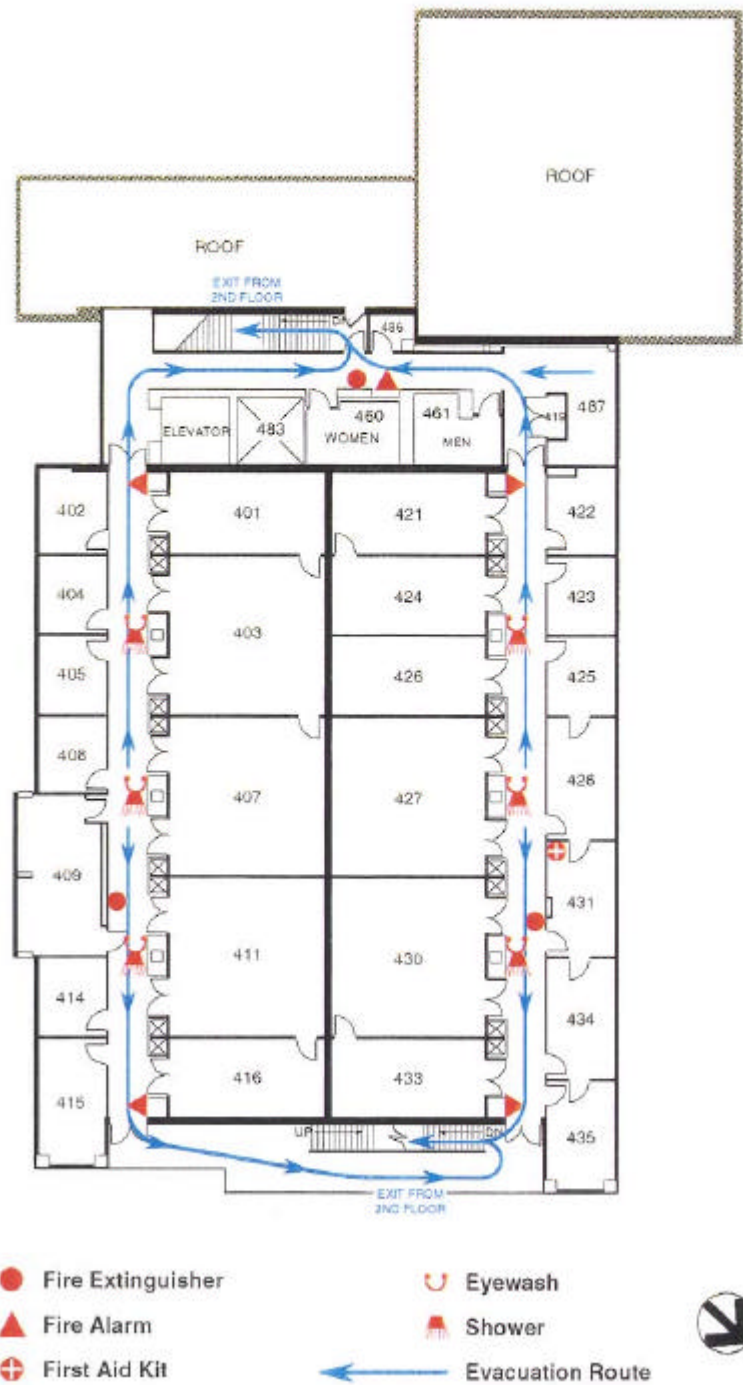 ROOF
ROOF
EXIT FROM
2ND FLOOR
DN
486
487
419
ELEVATOR
483
460
WOMEN
461
MEN
402
401
421
422
404
403
424
423
405
426
425
408
407
427
428
409
431
411
430
414
434
416
433
415
435
UP
DN
EXIT FROM
2ND FLOOR
Fire Extinguisher
Eyewash
Fire Alarm
Shower
First Aid Kit
Evacuation Route